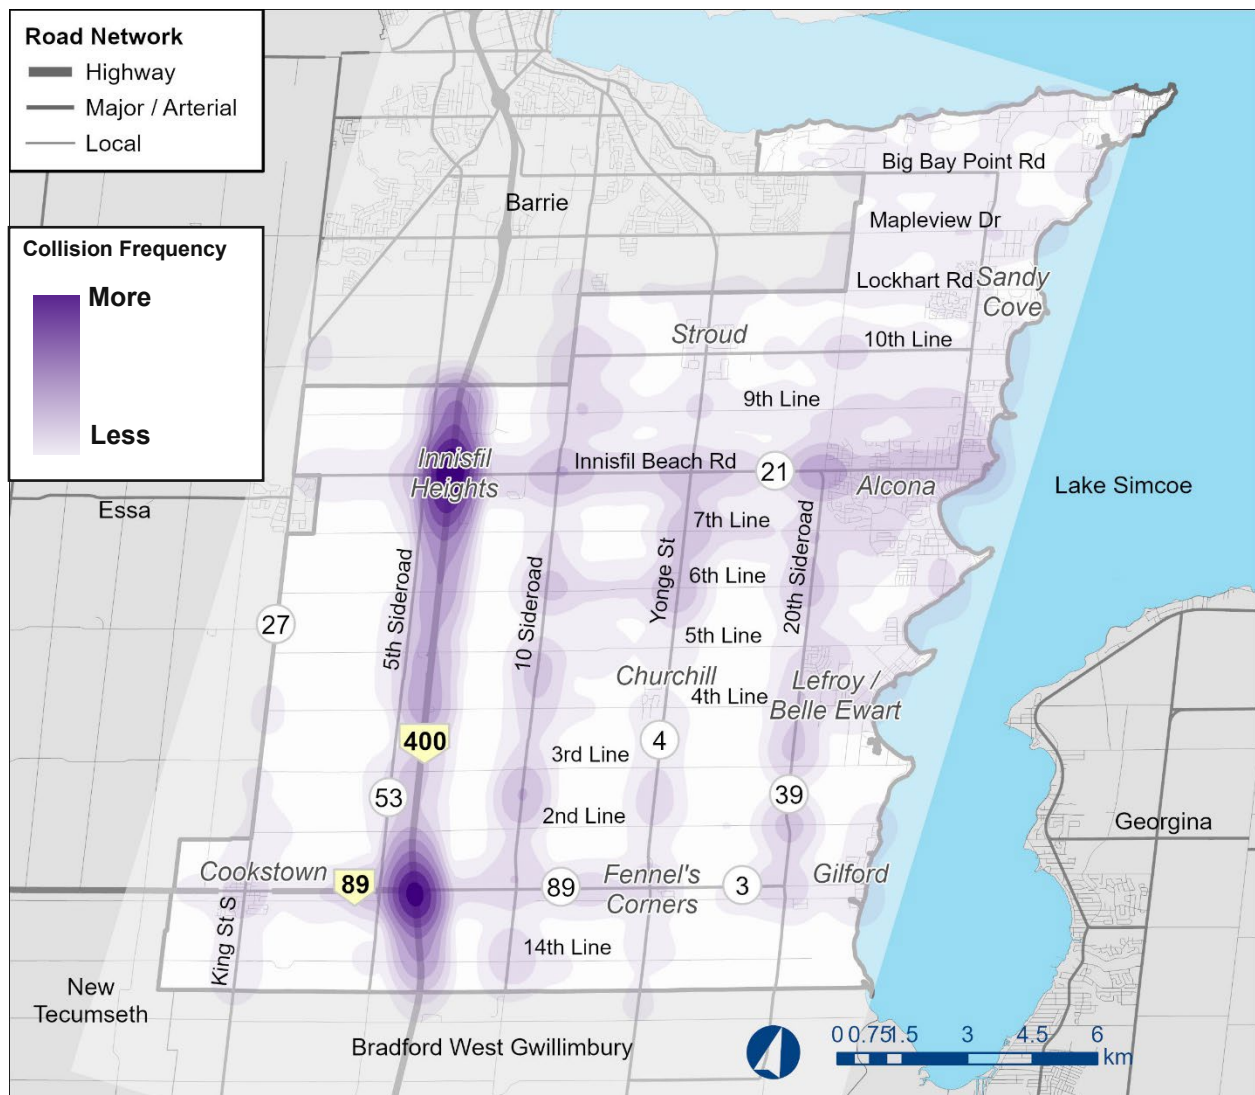 Road Network
Highway
Major / Arterial
Local
Collision Frequency
More
Less
Big Bay Point Rd
Barrie
Mapleview Dr
Lockhart Rd
Sandy
Cove
Stroud
10th Line
9th Line
Innisfil
Heights
Innisfil Beach Rd
21
Alcona
Lake Simcoe
Essa
7th Line
6th Line
5th Sideroad
10 Sideroad
Yonge St
20th Sideroad
27
5th Line
Churchill
4th Line
Lefroy /
Belle Ewart
400
4
3rd Line
53
39
2nd Line
Georgina
Cookstown
89
89
Fennel's
Corners
3
Gilford
King St S
14th Line
New
Tecumseth
Bradford West Gwillimbury
0 0.75 1.5 3 4.5 6
km